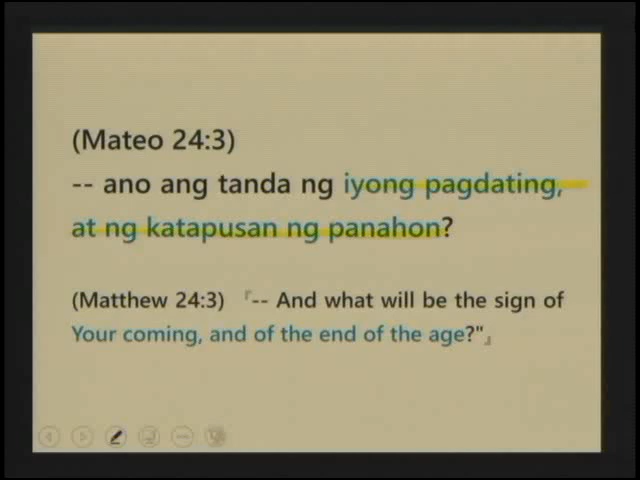 (Mateo 24:3)
-- ano ang tanda ng iyong pagdating,
at ng katapusan ng panahon?
(Matthew 24:3) 『-- And what will be the sign of
Your coming, and of the end of the age?"』